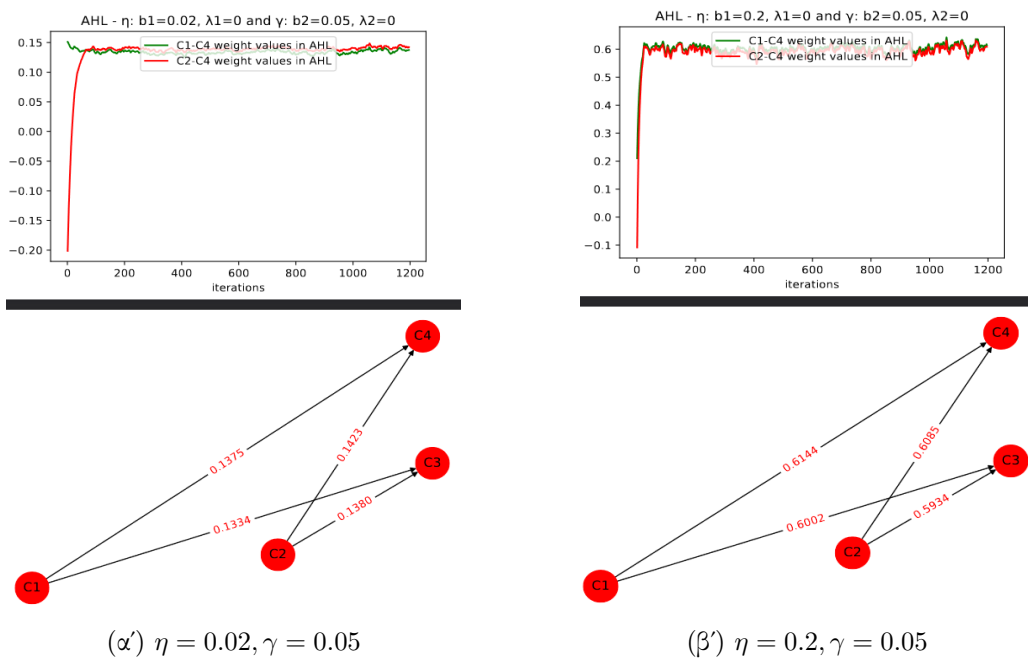 AHL - η: b1=0.02, λ1=0 and γ: b2=0.05, λ2=0
C1-C4 weight values in AHL
C2-C4 weight values in AHL
0.15
0.10
0.05
0.00
−0.05
−0.10
−0.15
−0.20
0 200 400 600 800 1000 1200
iterations
C4
0.1423
0.1375
C3
0.1380
0.1334
C2
C1
(α′) η = 0.02, γ = 0.05
AHL - η: b1=0.2, λ1=0 and γ: b2=0.05, λ2=0
C1-C4 weight values in AHL
C2-C4 weight values in AHL
0.6
0.5
0.4
0.3
0.2
0.1
0.0
−0.1
0 200 400 600 800 1000 1200
iterations
C4
0.6085
0.6144
C3
0.5934
0.6002
C2
C1
(β′) η = 0.2, γ = 0.05